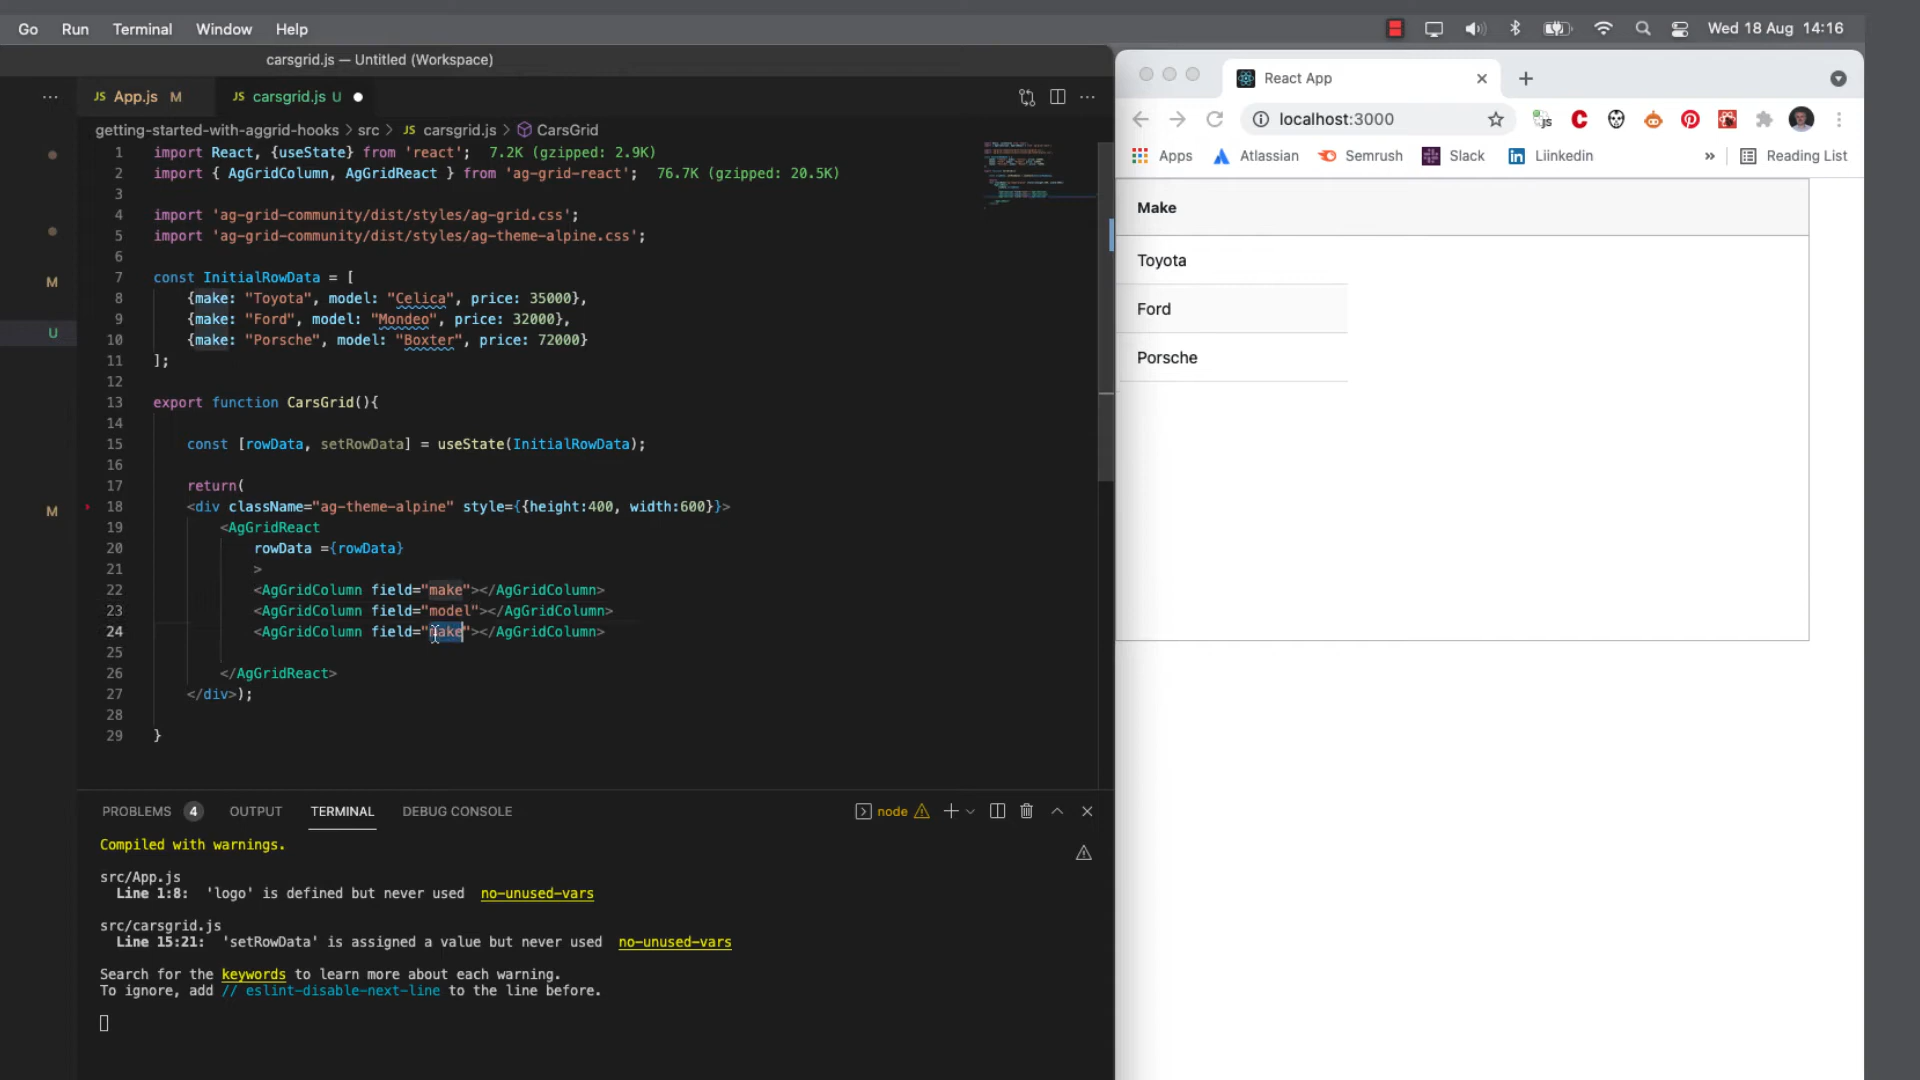 Go Run Terminal Window Help
Wed 18 Aug 14:16
carsgrid.js — Untitled (Workspace)
JS App.js M
JS carsgrid.js U
getting-started-with-aggrid-hooks > src > JS carsgrid.js > CarsGrid
M
U
M
1 import React, {useState} from 'react'; 7.2K (gzipped: 2.9K)
2 import { AgGridColumn, AgGridReact } from 'ag-grid-react'; 76.7K (gzipped: 20.5K)
3
4 import 'ag-grid-community/dist/styles/ag-grid.css';
5 import 'ag-grid-community/dist/styles/ag-theme-alpine.css';
6
7 const InitialRowData = [
8 {make: "Toyota", model: "Celica", price: 35000},
9 {make: "Ford", model: "Mondeo", price: 32000},
10 {make: "Porsche", model: "Boxter", price: 72000}
11 ];
12
13 export function CarsGrid(){
14
15 const [rowData, setRowData] = useState(InitialRowData);
16
17 return(
18 <div className="ag-theme-alpine" style={{height:400, width:600}}>
19 <AgGridReact
20 rowData ={rowData}
21 >
22 <AgGridColumn field="make"></AgGridColumn>
23 <AgGridColumn field="model"></AgGridColumn>
24 <AgGridColumn field="make"></AgGridColumn>
25
26 </AgGridReact>
27 </div>);
28
29 }
PROBLEMS 4 OUTPUT TERMINAL DEBUG CONSOLE
node
Compiled with warnings.
src/App.js
Line 1:8: 'logo' is defined but never used no-unused-vars
src/carsgrid.js
Line 15:21: 'setRowData' is assigned a value but never used no-unused-vars
Search for the keywords to learn more about each warning.
To ignore, add // eslint-disable-next-line to the line before.
React App
localhost:3000
JS
Apps Atlassian Semrush Slack Liinkedin » Reading List
Make
Toyota
Ford
Porsche